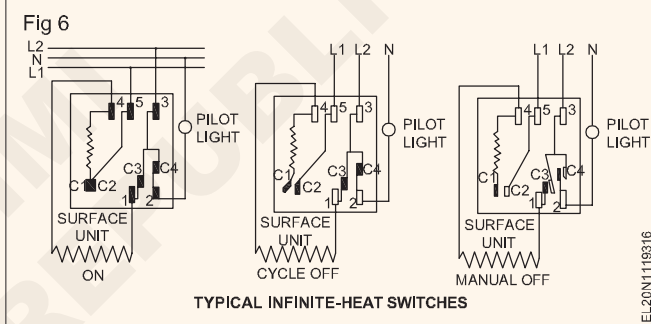 Fig 6
L2
N
L1
4 5 3
PILOT
LIGHT
C1 C2 C3 C4
1 2
SURFACE
UNIT
ON
L1 L2 N
4 5 3
PILOT
LIGHT
C1 C2 C3 C4
1 2
SURFACE
UNIT
CYCLE OFF
L1 L2 N
4 5 3
PILOT
LIGHT
C1 C2 C3 C4
1 2
SURFACE
UNIT
MANUAL OFF
TYPICAL INFINITE-HEAT SWITCHES
EL20N1119316